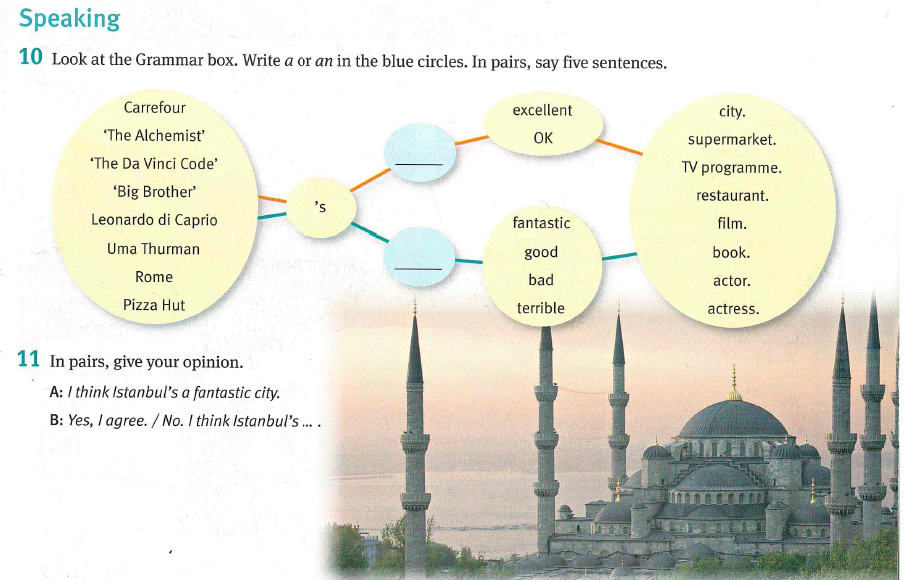 Speaking
10 Look at the Grammar box. Write a or an in the blue circles. In pairs, say five sentences.
Carrefour
‘The Alchemist’
‘The Da Vinci Code’
‘Big Brother’
Leonardo di Caprio
Uma Thurman
Rome
Pizza Hut
’s
excellent
OK
fantastic
good
bad
terrible
city.
supermarket.
TV programme.
restaurant.
film.
book.
actor.
actress.
11 In pairs, give your opinion.
A: I think Istanbul’s a fantastic city.
B: Yes, I agree. / No. I think Istanbul’s ... .